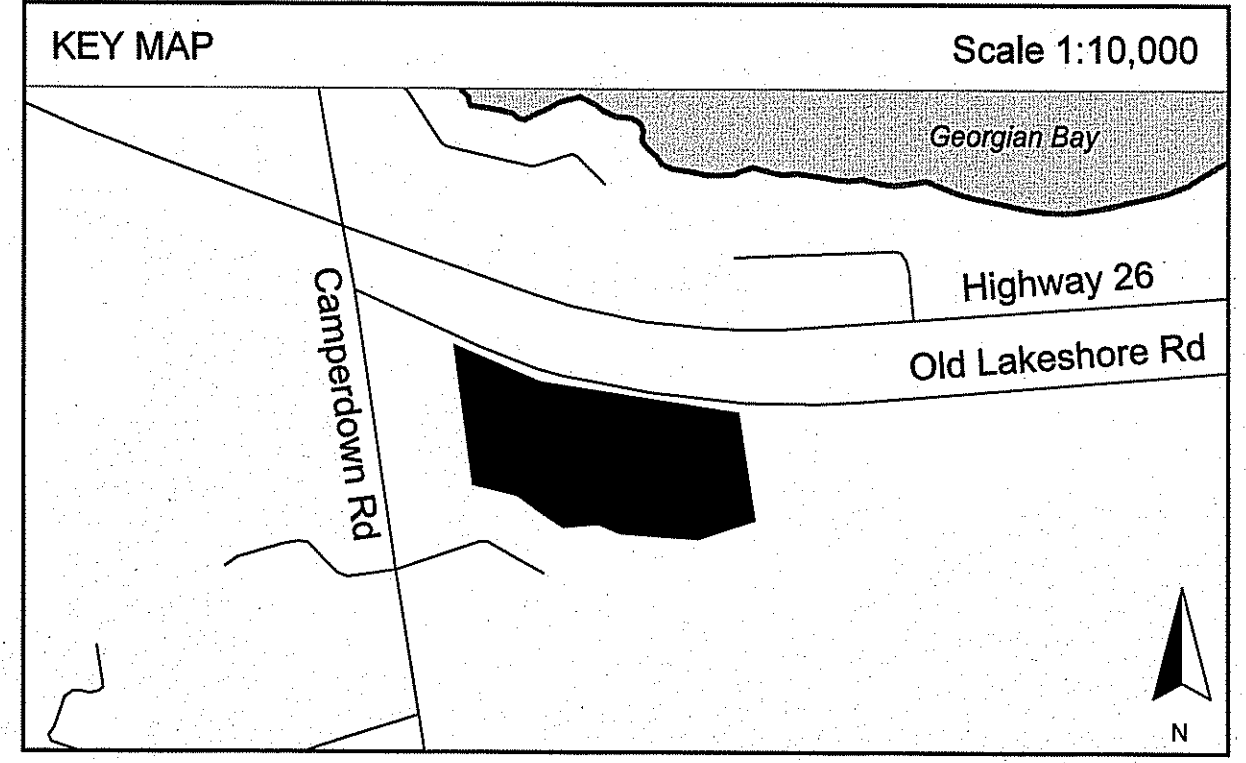 KEY MAP
Scale 1:10,000
Georgian Bay
Highway 26
Old Lakeshore Rd
Camperdown Rd
N